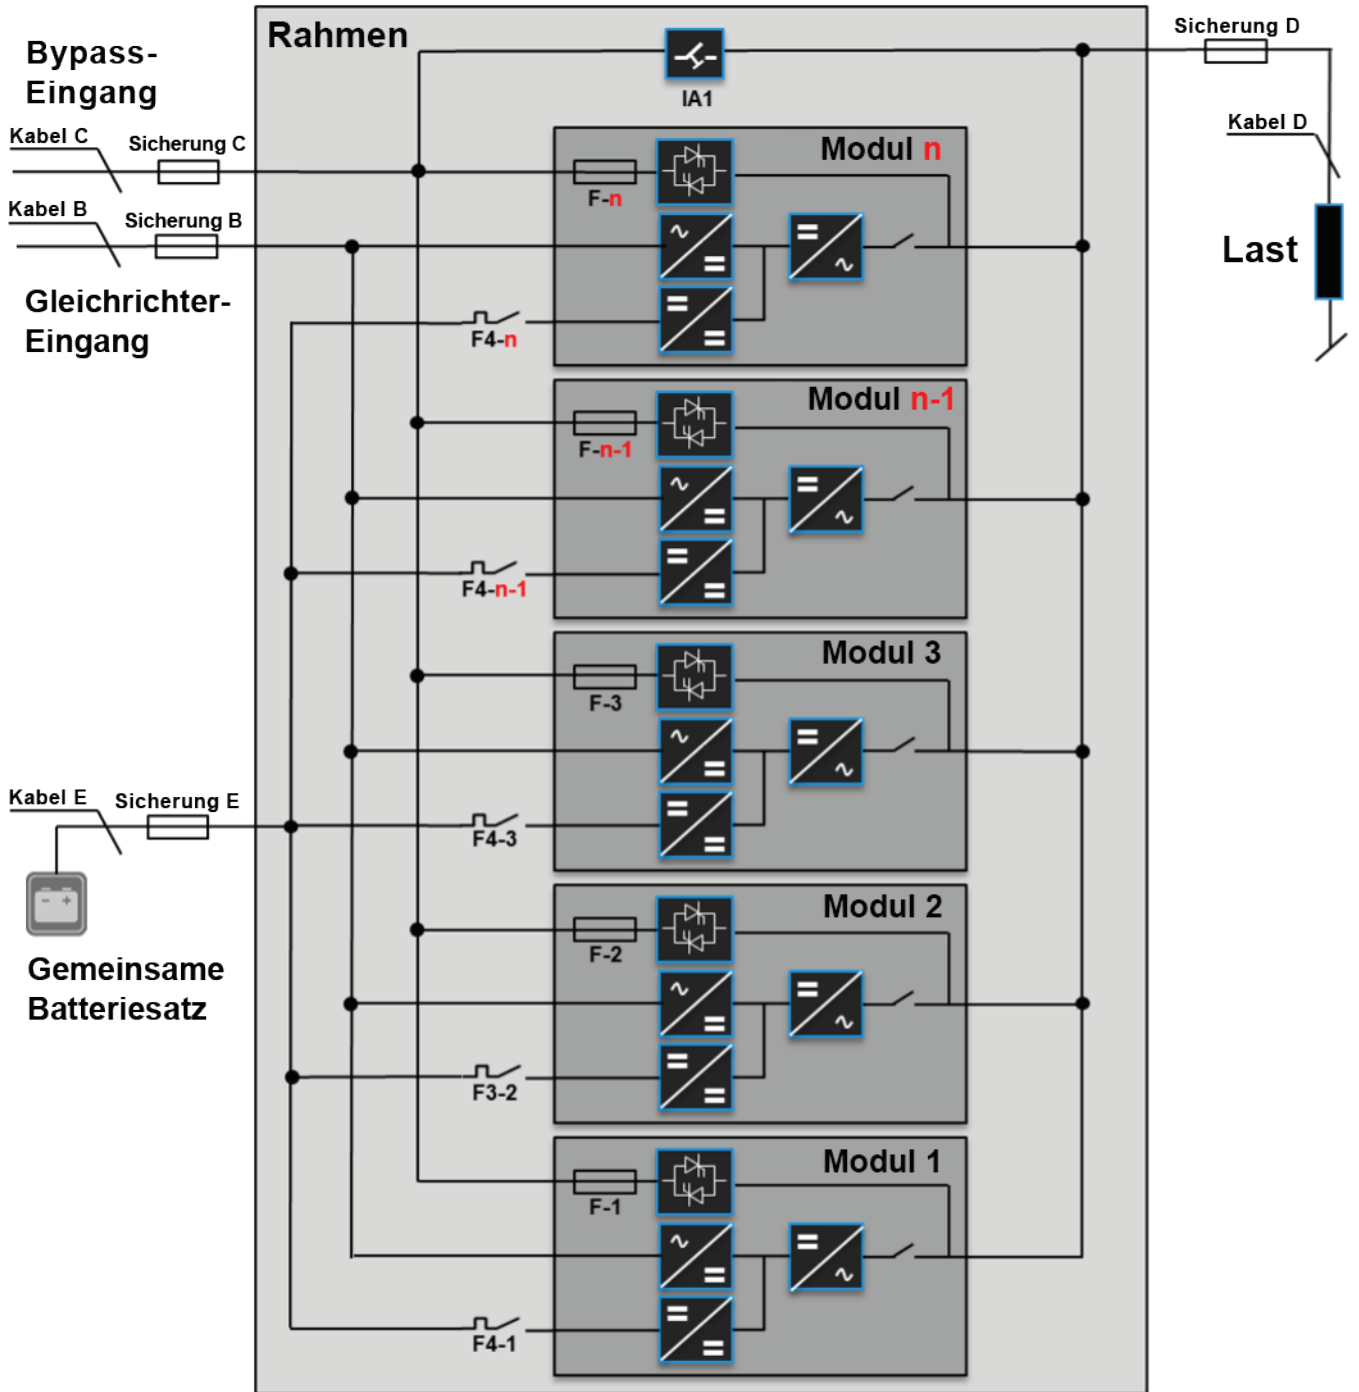 Rahmen
Sicherung D
Bypass-
Eingang
IA1
Kabel C
Sicherung C
Kabel D
Modul n
F-n
Kabel B
Sicherung B
Last
Gleichrichter-
Eingang
F4-n
Modul n-1
F-n-1
F4-n-1
Modul 3
F-3
Kabel E
Sicherung E
F4-3
Gemeinsame
Batteriesatz
Modul 2
F-2
F3-2
Modul 1
F-1
F4-1